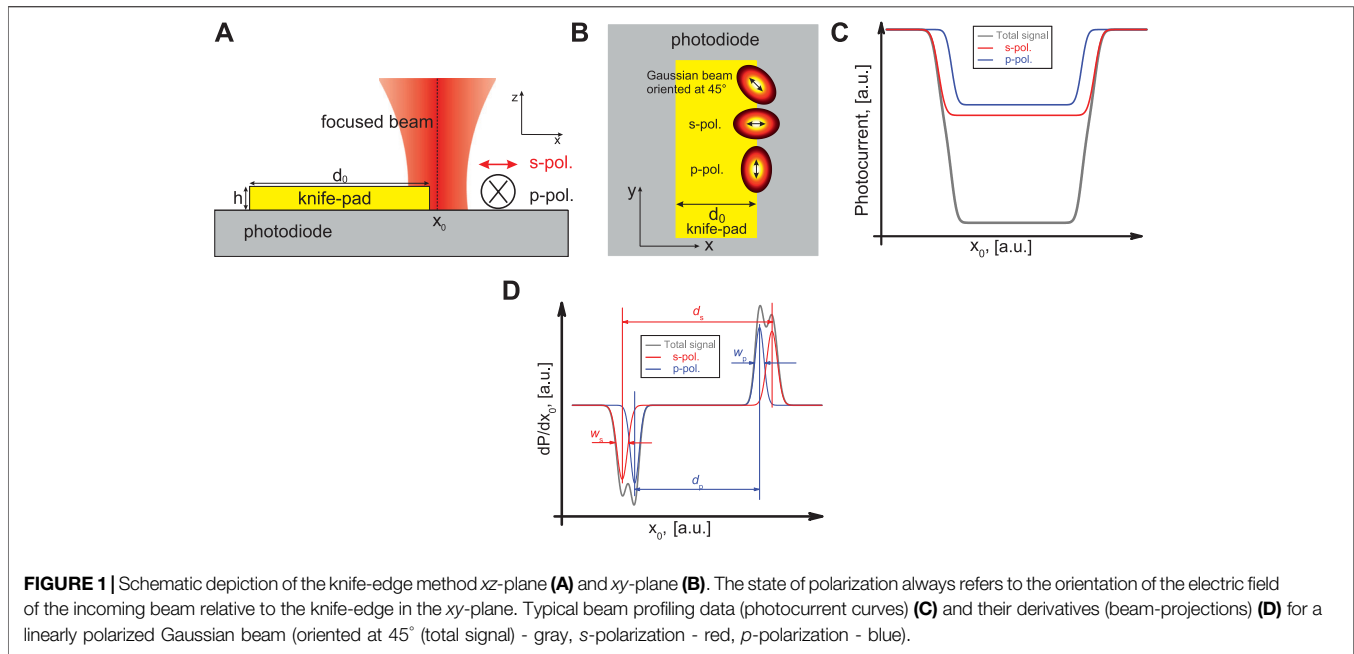 A
focused beam
z
x
s-pol.
p-pol.
d₀
h
knife-pad
x₀
photodiode
B
photodiode
Gaussian beam
oriented at 45°
s-pol.
p-pol.
y
d₀
knife-pad
x
C
Total signal
s-pol.
p-pol.
Photocurrent, [a.u.]
x₀, [a.u.]
D
dₛ
Total signal
s-pol.
p-pol.
wₚ
wₛ
dₚ
dP/dx₀, [a.u.]
x₀, [a.u.]
FIGURE 1 | Schematic depiction of the knife-edge method xz-plane (A) and xy-plane (B). The state of polarization always refers to the orientation of the electric field
of the incoming beam relative to the knife-edge in the xy-plane. Typical beam profiling data (photocurrent curves) (C) and their derivatives (beam-projections) (D) for a
linearly polarized Gaussian beam (oriented at 45° (total signal) - gray, s-polarization - red, p-polarization - blue).